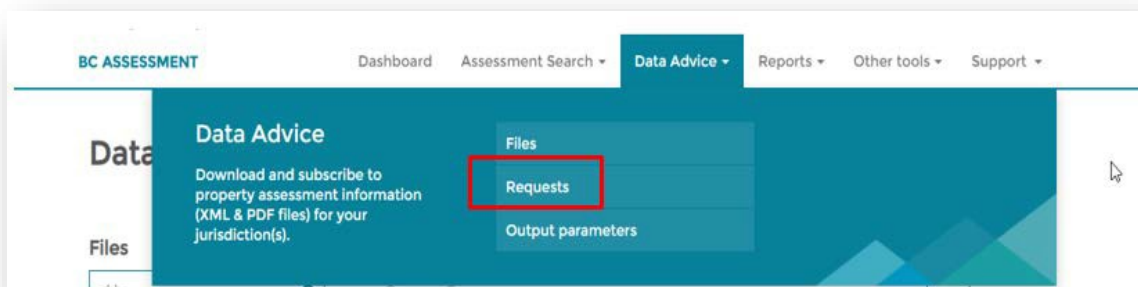 BC ASSESSMENT
Dashboard Assessment Search Data Advice Reports Other tools Support
Data
Data Advice
Download and subscribe to
property assessment information
(XML & PDF files) for your
jurisdiction(s).
Files
Requests
Output parameters
Files